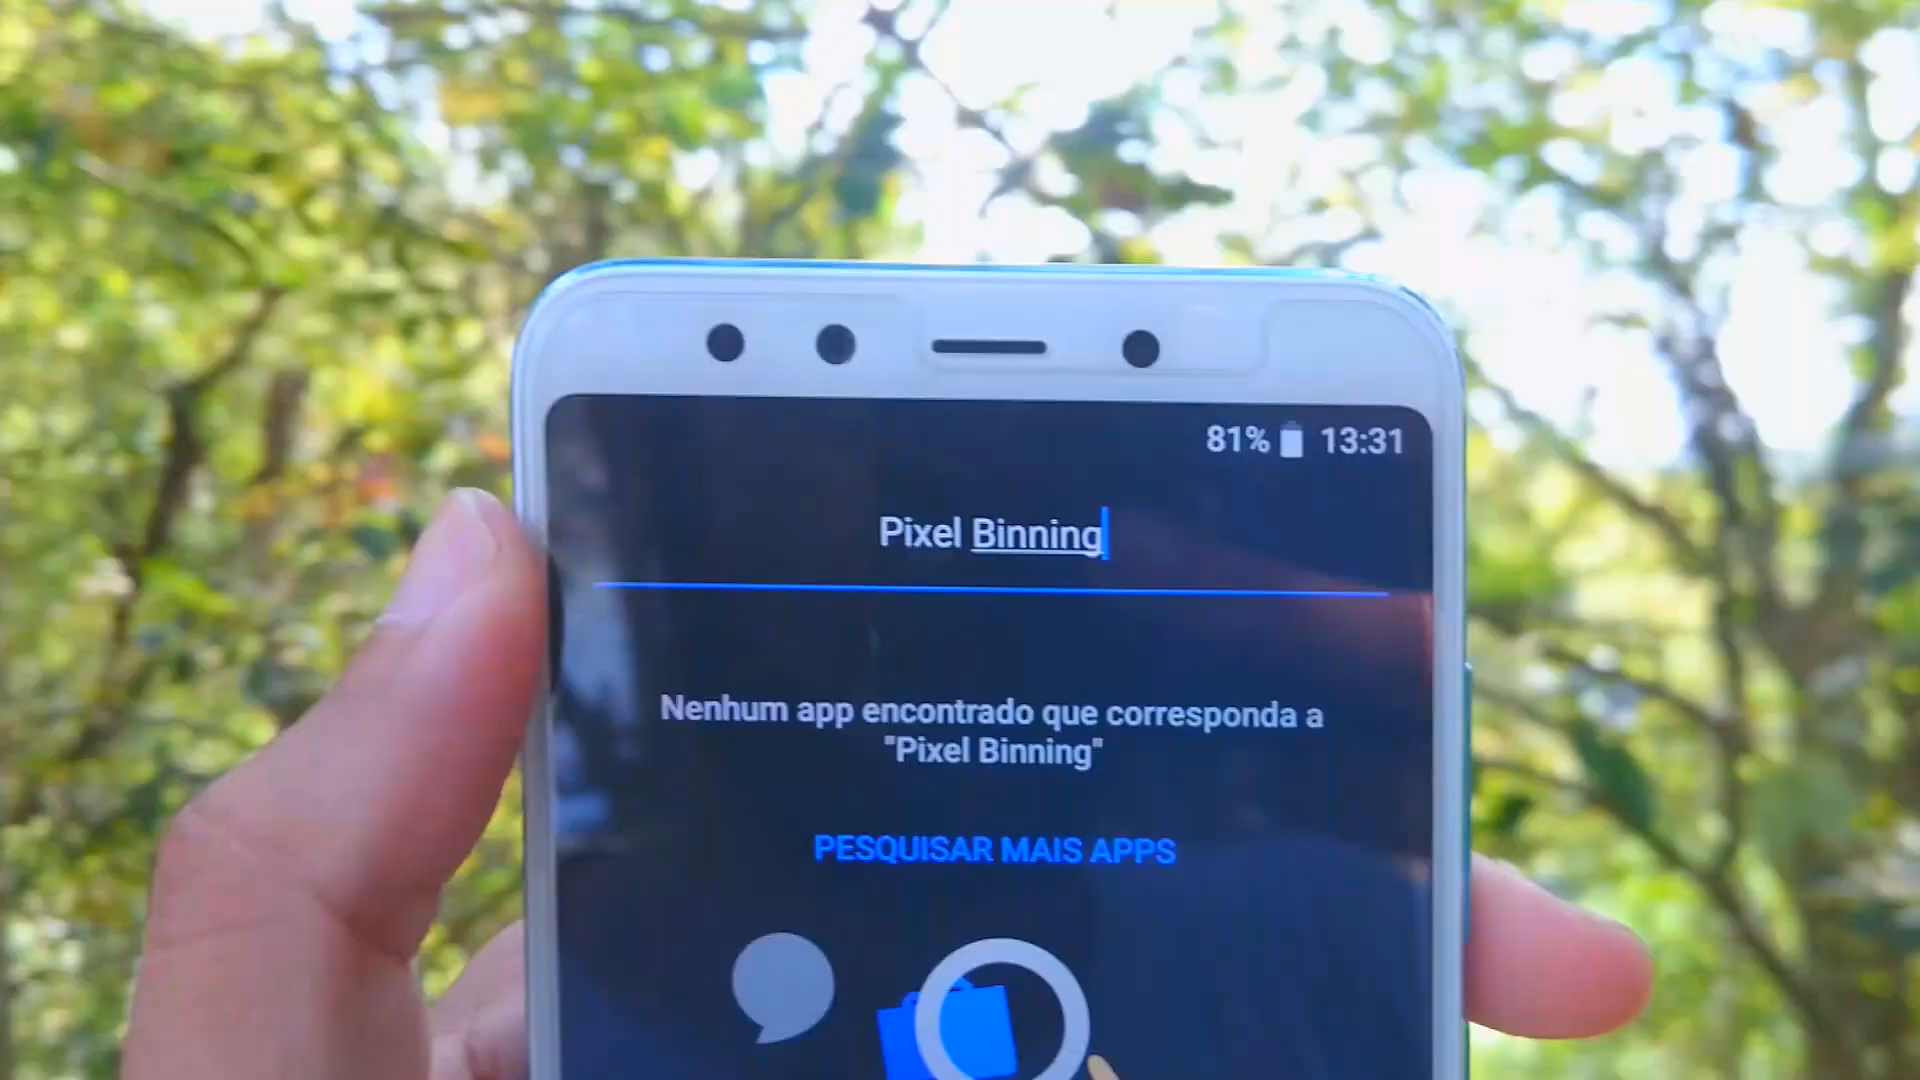 81% 13:31
Pixel Binning
Nenhum app encontrado que corresponda a
"Pixel Binning"
PESQUISAR MAIS APPS